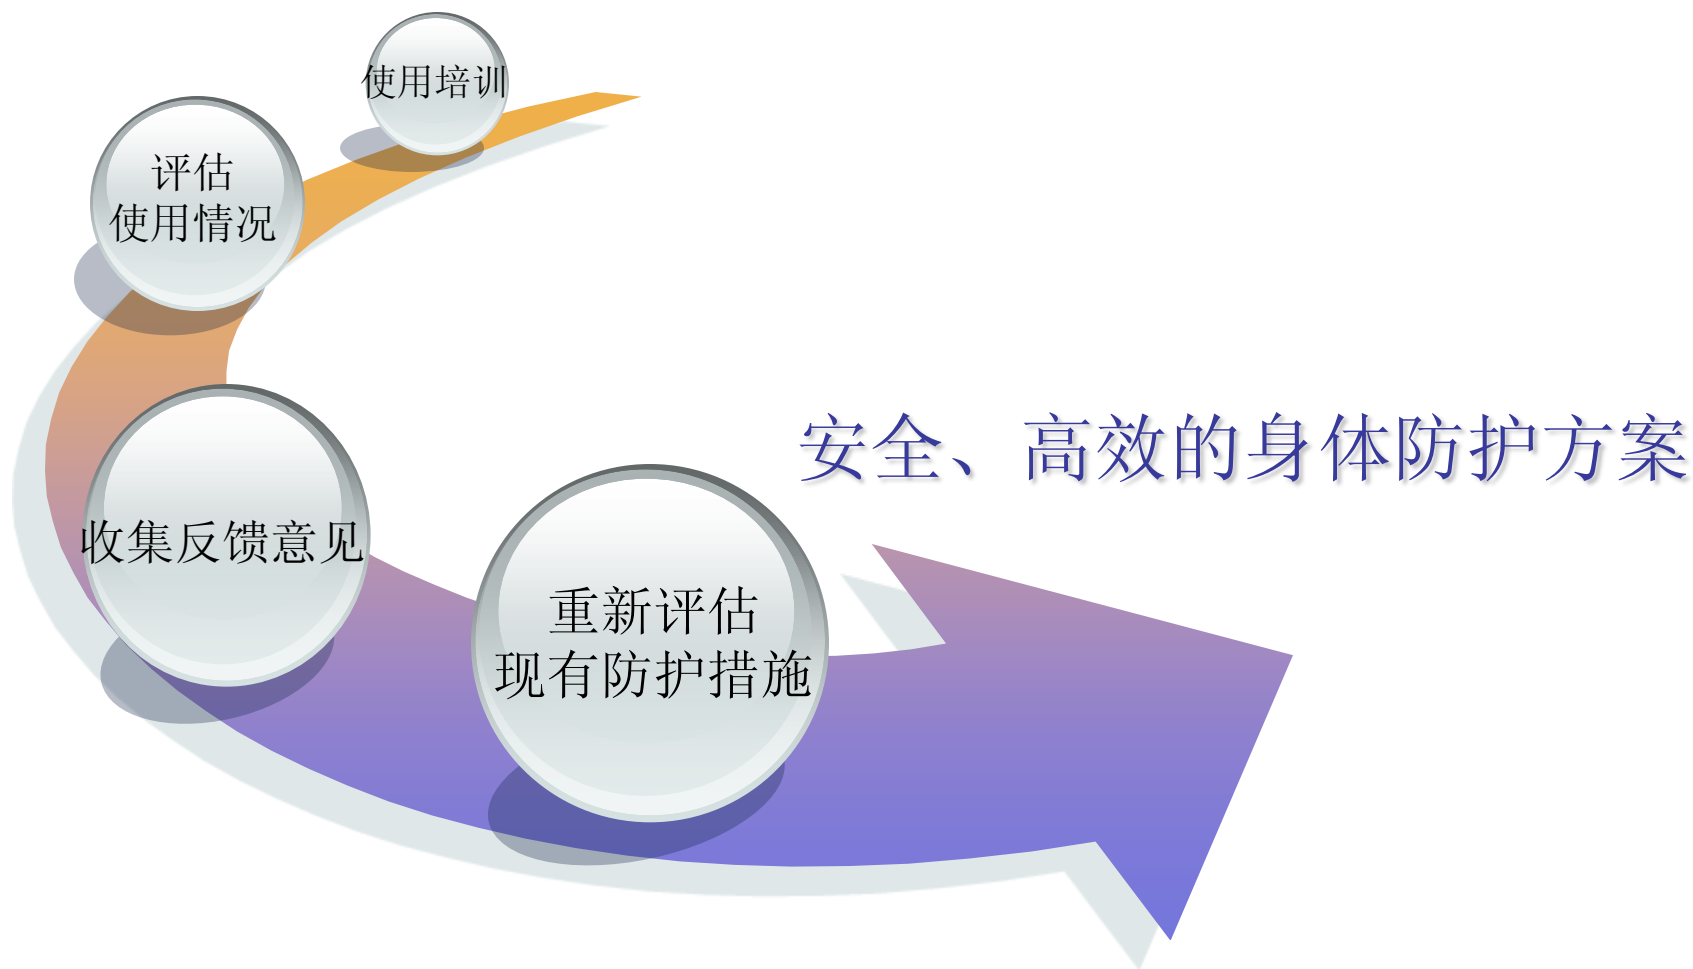 使用培训
评估
使用情况
收集反馈意见
重新评估
现有防护措施
安全、高效的身体防护方案